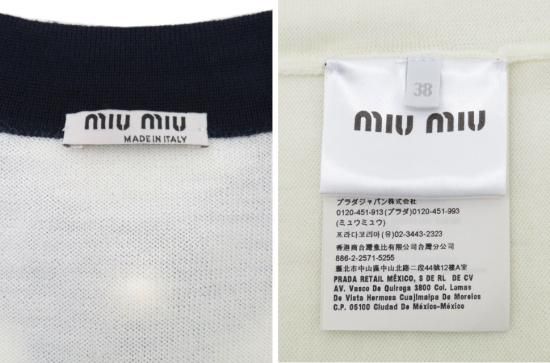 miu miu
MADE IN ITALY
38
miu miu
プラダジャパン株式会社
0120-451-913 (プラダ)0120-451-993
(ミュウミュウ)
프라다코리아(유)02-3443-2323
香港商台灣普比有限公司台灣分公司
886-2-2571-5255
臺北市中山區中山北路二段44號12樓A室
PRADA RETAIL MÉXICO, S DE RL DE CV
AV. Vasco De Quiroga 3800 Col. Lomas
De Vista Hermosa Cuajimalpa De Morelos
C.P. 05100 Ciudad De México-México